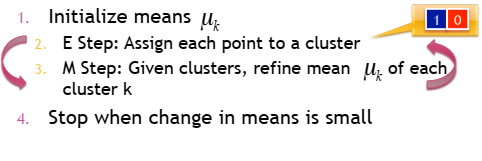 1. Initialize means μk
1 0
2. E Step: Assign each point to a cluster
3. M Step: Given clusters, refine mean μk of each
cluster k
4. Stop when change in means is small